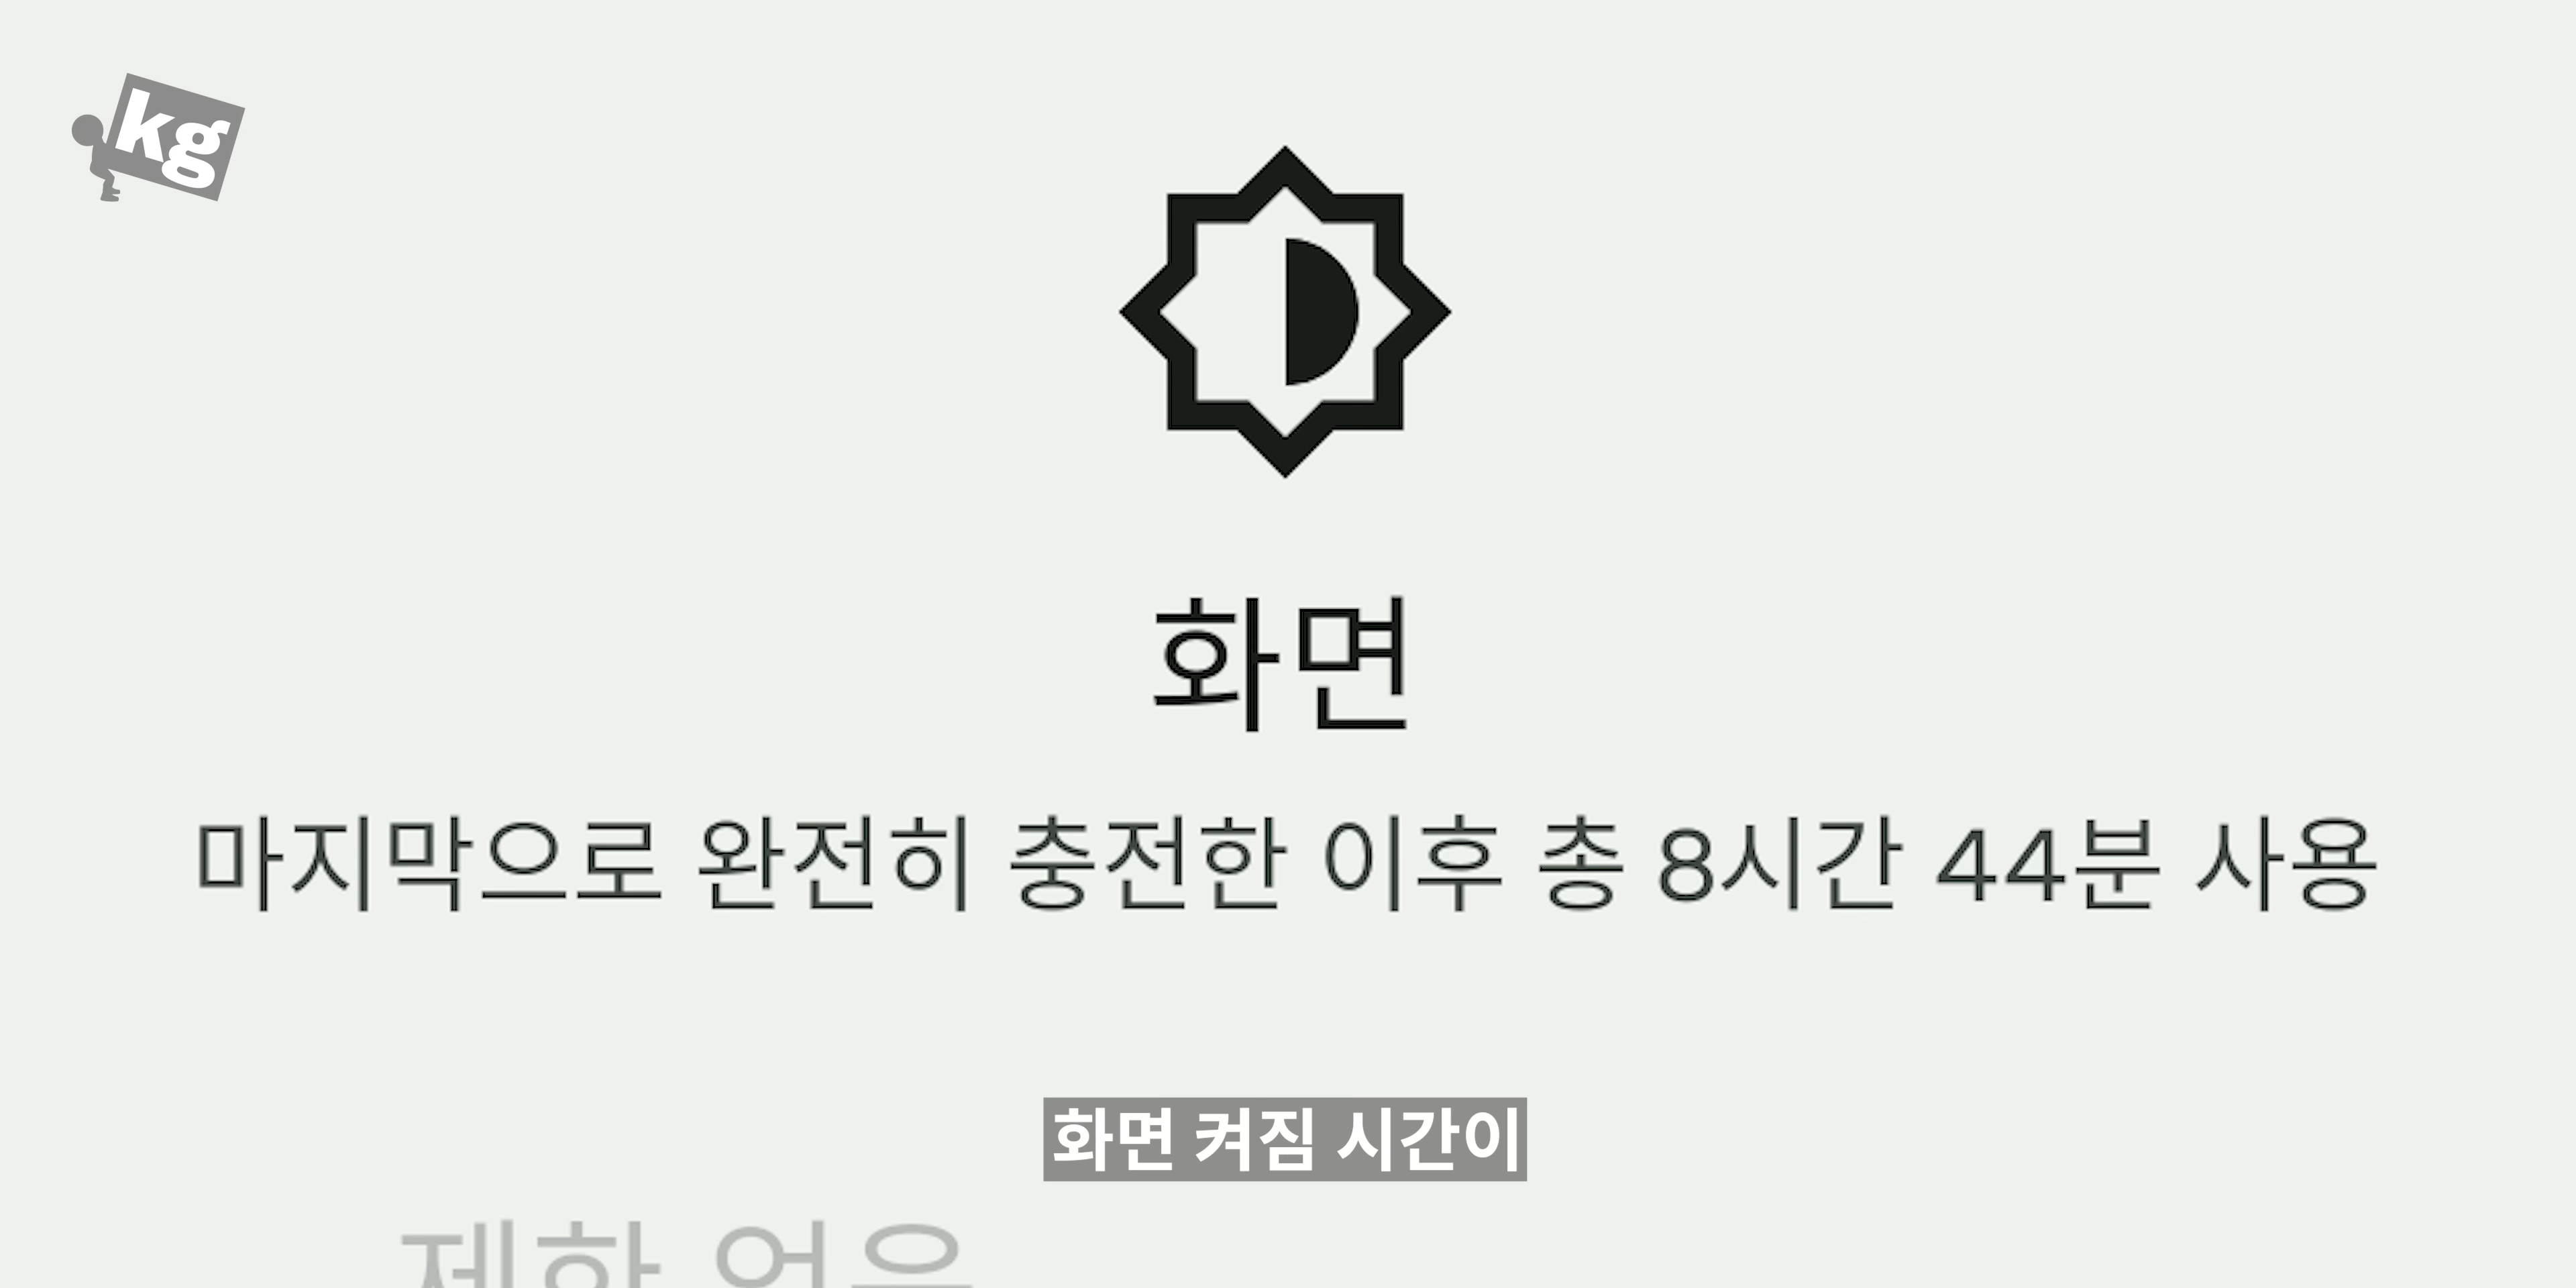 kg
화면
마지막으로 완전히 충전한 이후 총 8시간 44분 사용
화면 켜짐 시간이
제한 없음